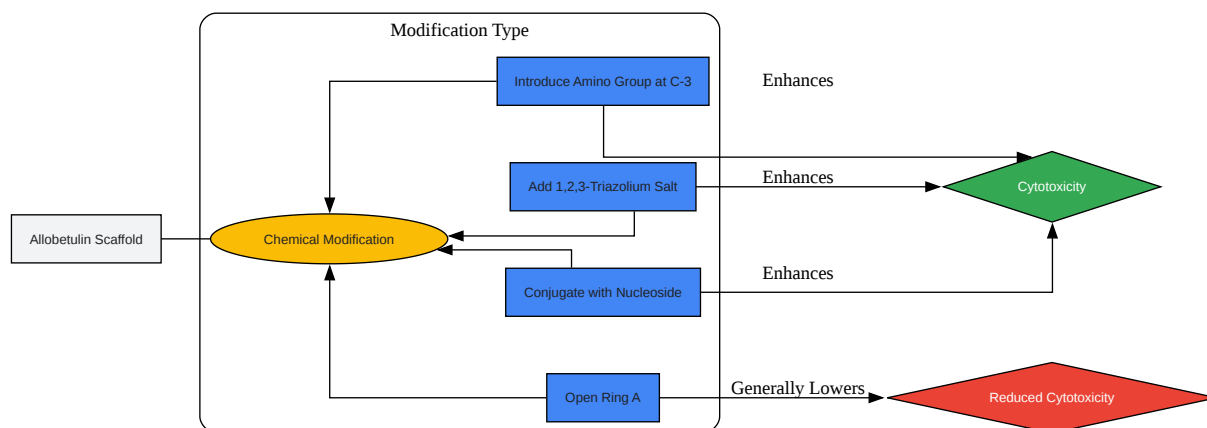 Modification Type
Introduce Amino Group at C-3
Enhances
Add 1,2,3-Triazolium Salt
Enhances
Cytotoxicity
Allobetulin Scaffold
Chemical Modification
Conjugate with Nucleoside
Enhances
Open Ring A
Generally Lowers
Reduced Cytotoxicity